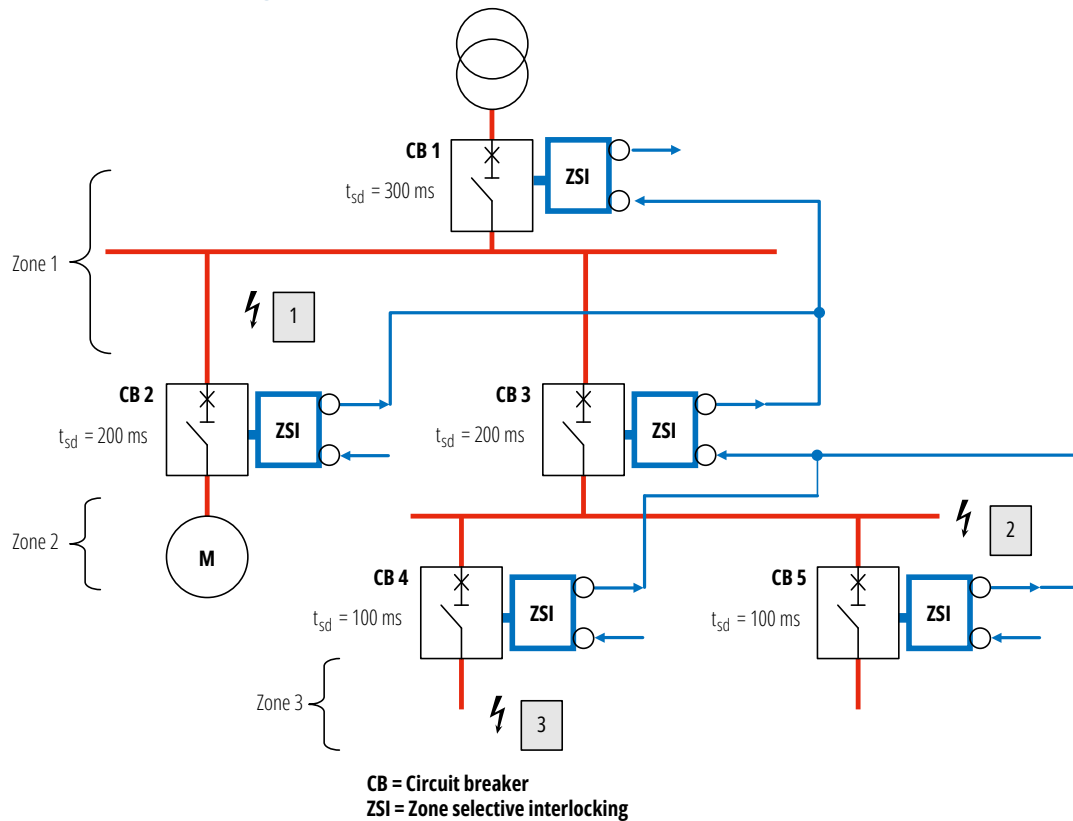 CB 1
ZSI
t_sd = 300 ms
Zone 1
1
CB 2
ZSI
t_sd = 200 ms
CB 3
ZSI
t_sd = 200 ms
Zone 2
M
2
CB 4
ZSI
t_sd = 100 ms
CB 5
ZSI
t_sd = 100 ms
Zone 3
3
CB = Circuit breaker
ZSI = Zone selective interlocking